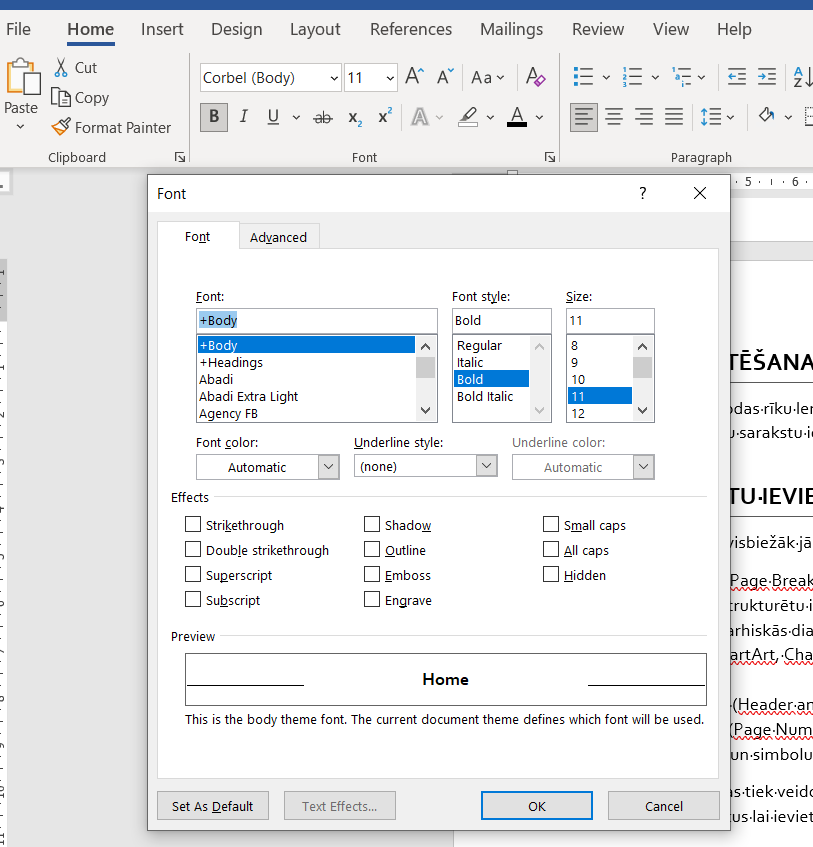 File Home Insert Design Layout References Mailings Review View Help
Cut
Copy
Format Painter
Paste
Corbel (Body) 11
Clipboard Font Paragraph
Font
Font Advanced
Font: Font style: Size:
+Body Bold 11
+Body Regular 8
+Headings Italic 9
Abadi Bold 10
Abadi Extra Light Bold Italic 11
Agency FB 12
Font color: Underline style: Underline color:
Automatic (none) Automatic
Effects
Strikethrough Shadow Small caps
Double strikethrough Outline All caps
Superscript Emboss Hidden
Subscript Engrave
Preview
Home
This is the body theme font. The current document theme defines which font will be used.
Set As Default Text Effects... OK Cancel
5 6
TĒŠANA
das·rīku·
sarakstu·
TU·IEVIE
visbiežāk·jā
Page·Break
trukturētu·
arhiskās·dia
artArt,·Cha
(Header·an
(Page·Num
un·simbolu
as·tiek·veido
tus·lai·ieviet